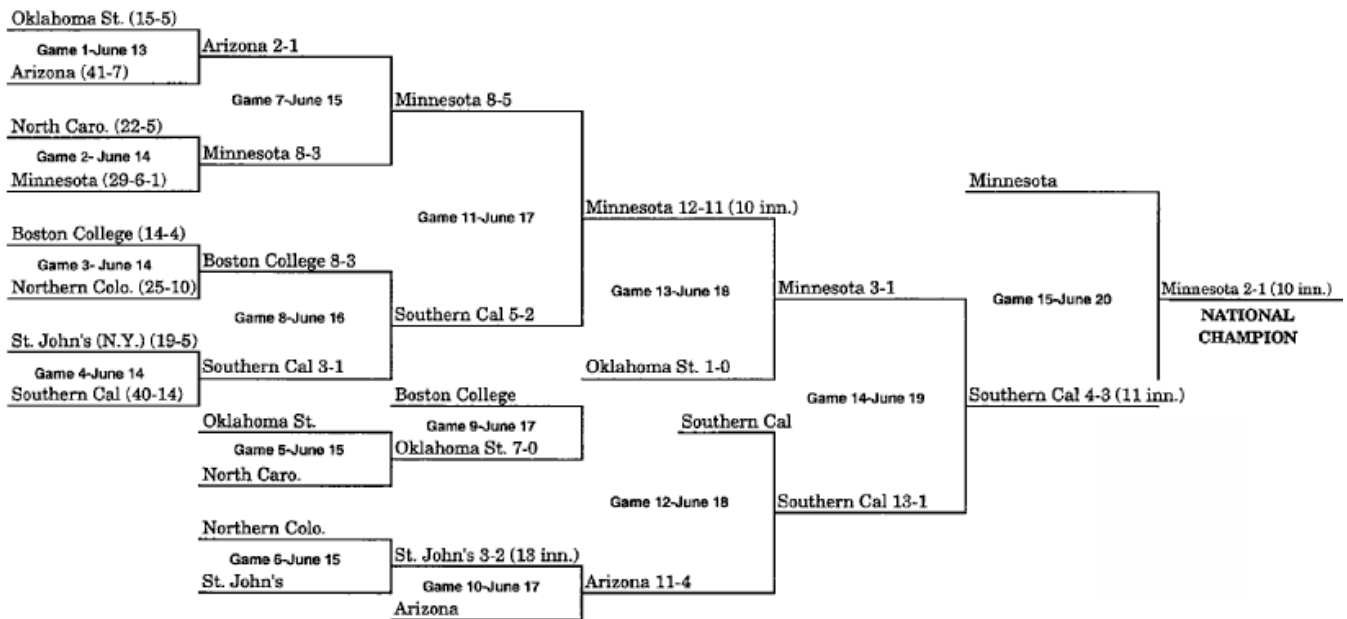 Oklahoma St. (15-5)
Game 1-June 13
Arizona (41-7)
Arizona 2-1
North Caro. (22-5)
Game 2- June 14
Minnesota (29-6-1)
Minnesota 8-3
Game 7-June 15
Minnesota 8-5
Boston College (14-4)
Game 3- June 14
Northern Colo. (25-10)
Boston College 8-3
St. John's (N.Y.) (19-5)
Game 4-June 14
Southern Cal (40-14)
Southern Cal 3-1
Game 8-June 16
Southern Cal 5-2
Game 11-June 17
Minnesota 12-11 (10 inn.)
Oklahoma St.
Game 5-June 15
North Caro.
Boston College
Game 9-June 17
Oklahoma St. 7-0
Oklahoma St. 1-0
Game 13-June 18
Minnesota 3-1
Northern Colo.
Game 6-June 15
St. John's
St. John's 3-2 (13 inn.)
Game 10-June 17
Arizona
Arizona 11-4
Southern Cal
Game 12-June 18
Southern Cal 13-1
Game 14-June 19
Southern Cal 4-3 (11 inn.)
Minnesota
Game 15-June 20
Minnesota 2-1 (10 inn.)
NATIONAL
CHAMPION